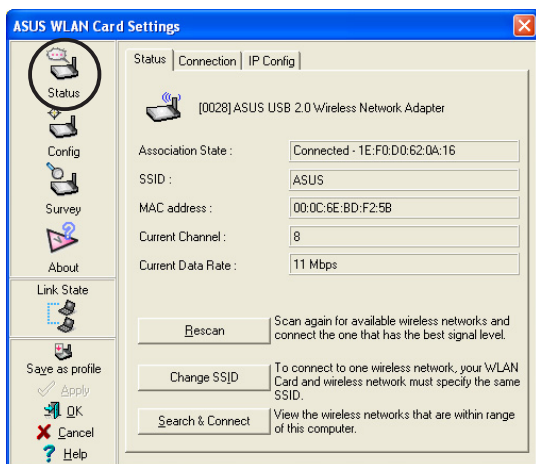 ASUS WLAN Card Settings
Status
Config
Survey
About
Link State
Save as profile
Apply
OK
Cancel
Help
Status
Connection
IP Config
[0028] ASUS USB 2.0 Wireless Network Adapter
Association State : Connected - 1E:F0:D0:62:0A:16
SSID : ASUS
MAC address : 00:0C:6E:BD:F2:5B
Current Channel : 8
Current Data Rate : 11 Mbps
Rescan
Scan again for available wireless networks and
connect the one that has the best signal level.
Change SSID
To connect to one wireless network, your WLAN
Card and wireless network must specify the same
SSID.
Search & Connect
View the wireless networks that are within range
of this computer.